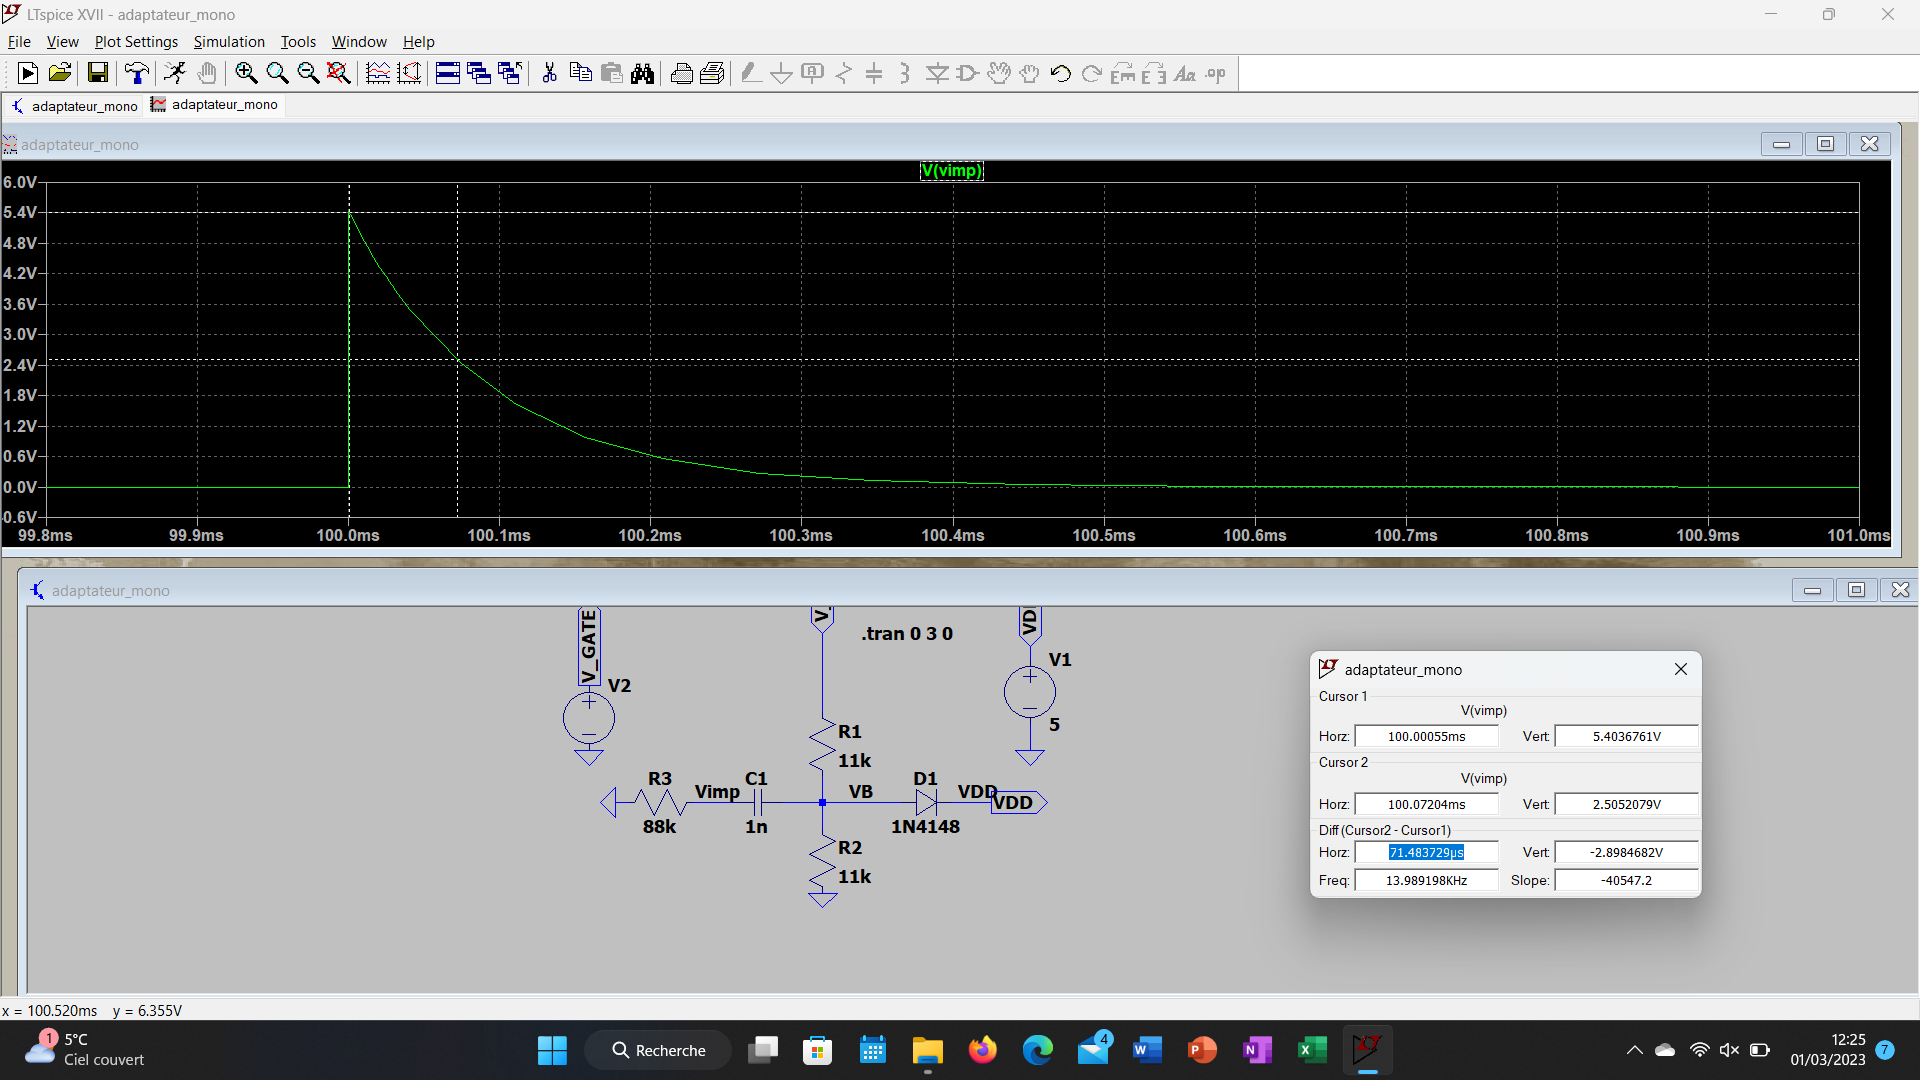 LTspice XVII - adaptateur_mono
File View Plot Settings Simulation Tools Window Help
adaptateur_mono
adaptateur_mono
adaptateur_mono
V(vimp)
6.0V
5.4V
4.8V
4.2V
3.6V
3.0V
2.4V
1.8V
1.2V
0.6V
0.0V
-0.6V
99.8ms 99.9ms 100.0ms 100.1ms 100.2ms 100.3ms 100.4ms 100.5ms 100.6ms 100.7ms 100.8ms 100.9ms 101.0ms
adaptateur_mono
V_GATE
V2
V_
.tran 0 3 0
VD
V1
5
R1
11k
R3
88k
Vimp
C1
1n
VB
D1
1N4148
VDD
VDD
R2
11k
adaptateur_mono
Cursor 1
V(vimp)
Horz: 100.00055ms Vert: 5.4036761V
Cursor 2
V(vimp)
Horz: 100.07204ms Vert: 2.5052079V
Diff (Cursor2 - Cursor1)
Horz: 71.483729µs Vert: -2.8984682V
Freq: 13.989198KHz Slope: -40547.2
x = 100.520ms y = 6.355V
1
5°C
Ciel couvert
Recherche
4
12:25
01/03/2023
7